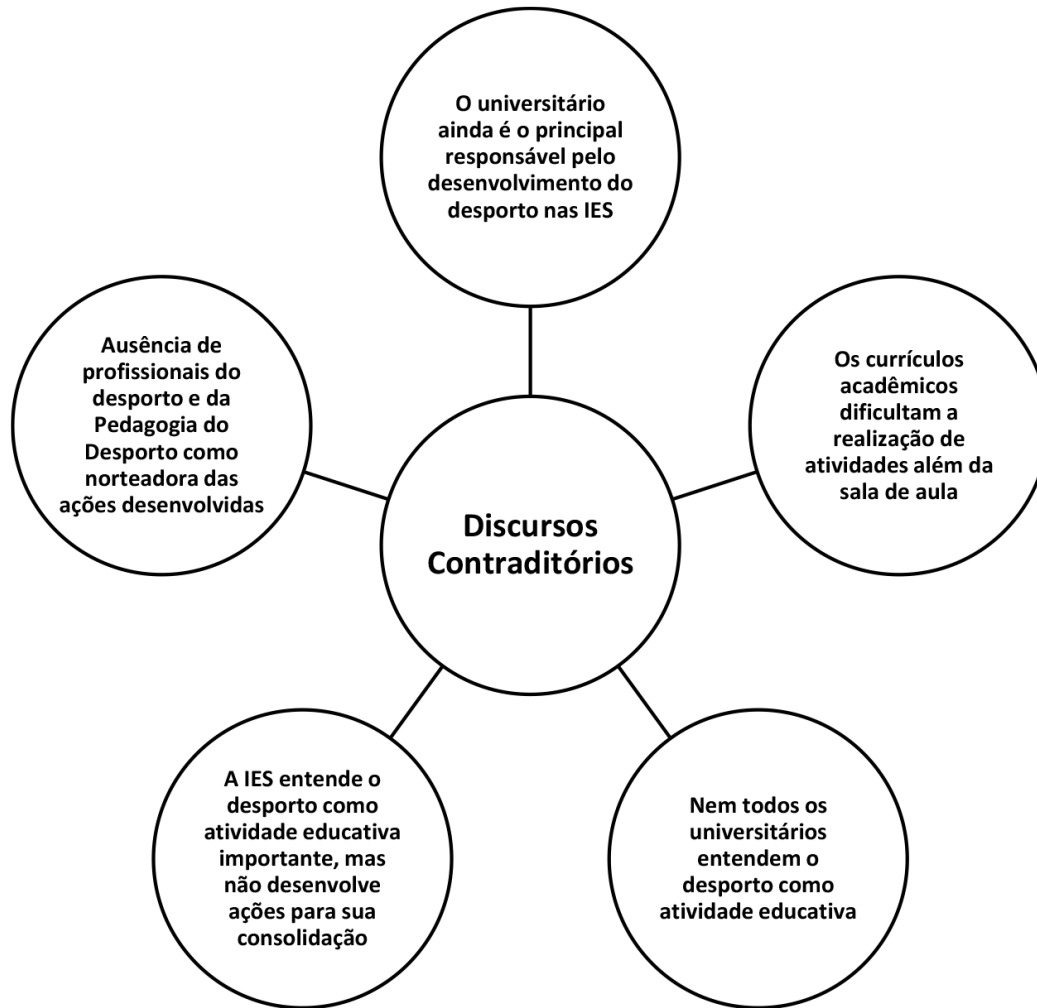 O universitário
ainda é o principal
responsável pelo
desenvolvimento do
desporto nas IES
Ausência de
profissionais do
desporto e da
Pedagogia do
Desporto como
norteadora das
ações desenvolvidas
Os currículos
acadêmicos
dificultam a
realização de
atividades além da
sala de aula
Discursos
Contraditórios
A IES entende o
desporto como
atividade educativa
importante, mas
não desenvolve
ações para sua
consolidação
Nem todos os
universitários
entendem o
desporto como
atividade educativa